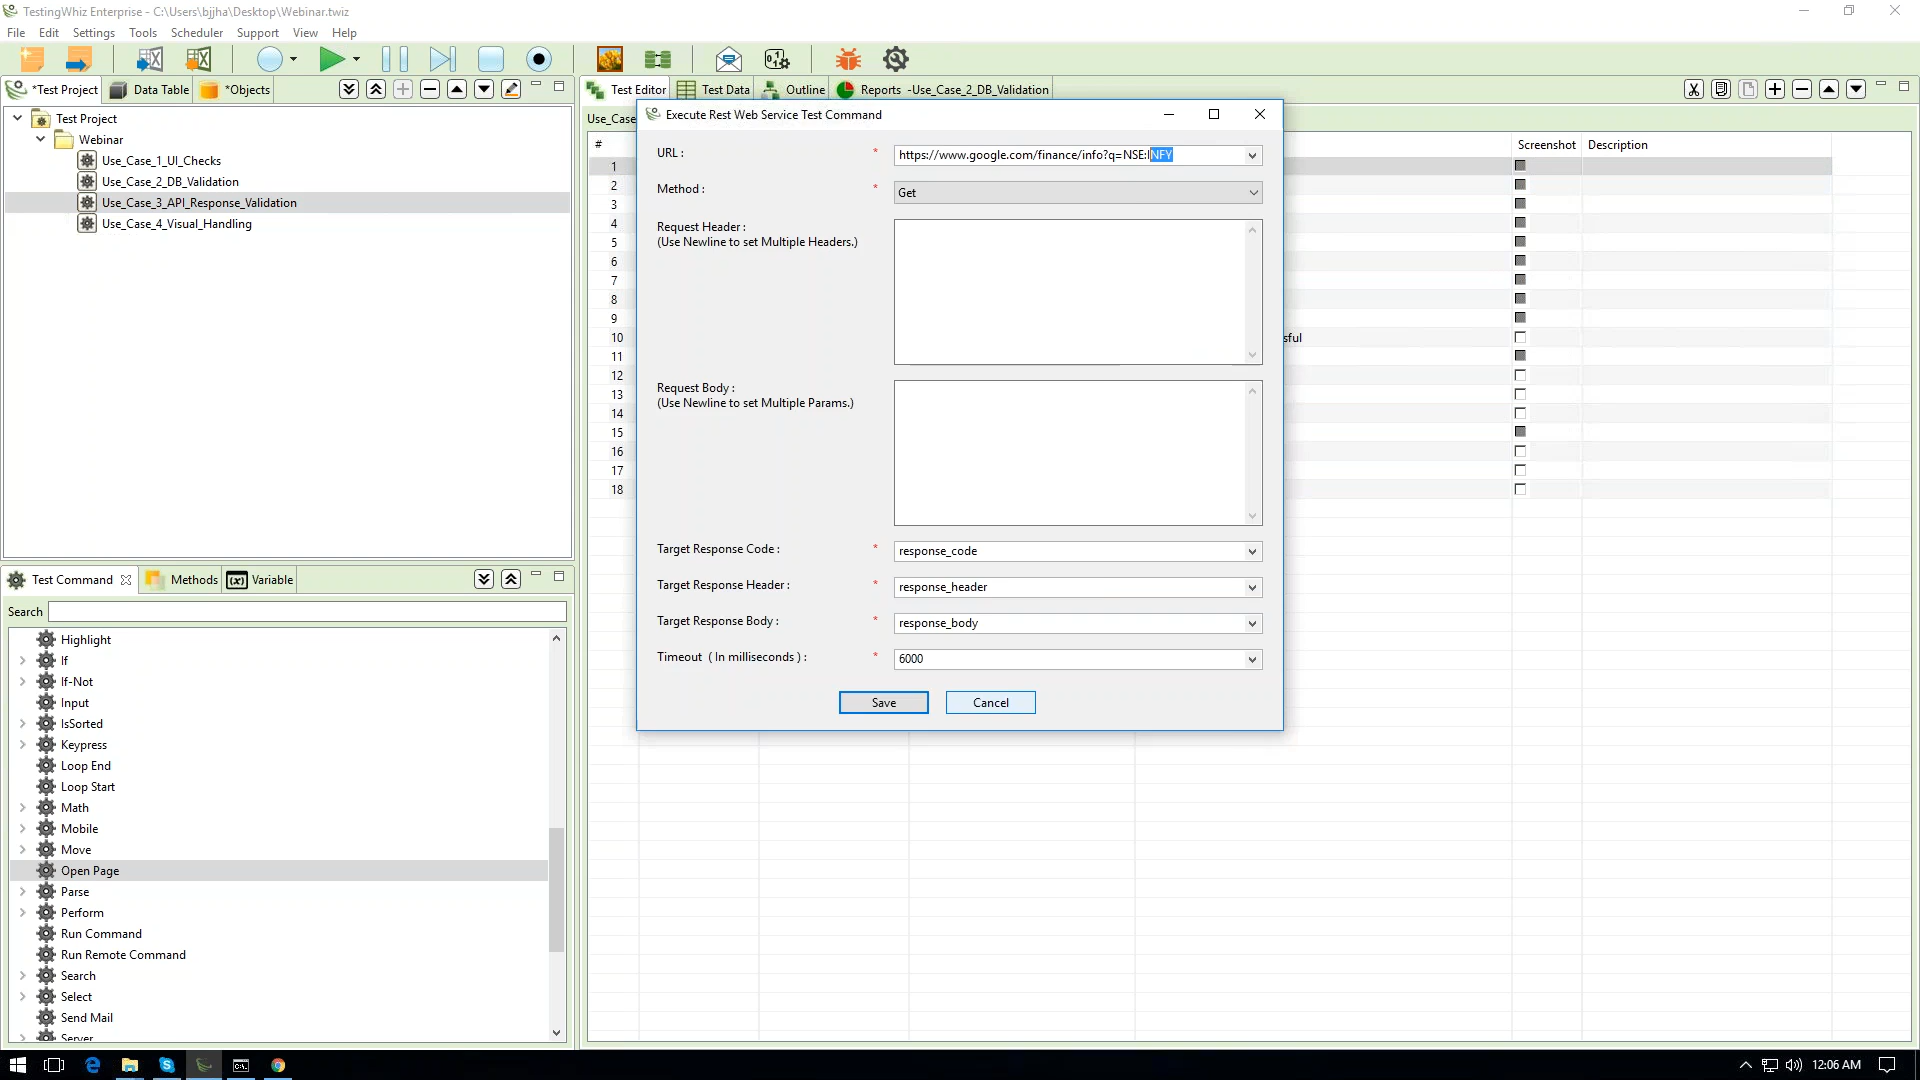 TestingWhiz Enterprise - C:\Users\bjjha\Desktop\Webinar.twiz
File Edit Settings Tools Scheduler Support View Help
*Test Project Data Table *Objects
Test Editor Test Data Outline Reports -Use_Case_2_DB_Validation
Test Project
Webinar
Use_Case_1_UI_Checks
Use_Case_2_DB_Validation
Use_Case_3_API_Response_Validation
Use_Case_4_Visual_Handling
Test Command Methods (x) Variable
Search
Highlight
If
If-Not
Input
IsSorted
Keypress
Loop End
Loop Start
Math
Mobile
Move
Open Page
Parse
Perform
Run Command
Run Remote Command
Search
Select
Send Mail
Server
Use_Case
# Screenshot Description
1
2
3
4
5
6
7
8
9
10 sful
11
12
13
14
15
16
17
18
Execute Rest Web Service Test Command
URL : * https://www.google.com/finance/info?q=NSE:INFY
Method : * Get
Request Header :
(Use Newline to set Multiple Headers.)
Request Body :
(Use Newline to set Multiple Params.)
Target Response Code : * response_code
Target Response Header : * response_header
Target Response Body : * response_body
Timeout ( In milliseconds ) : * 6000
Save Cancel
12:06 AM